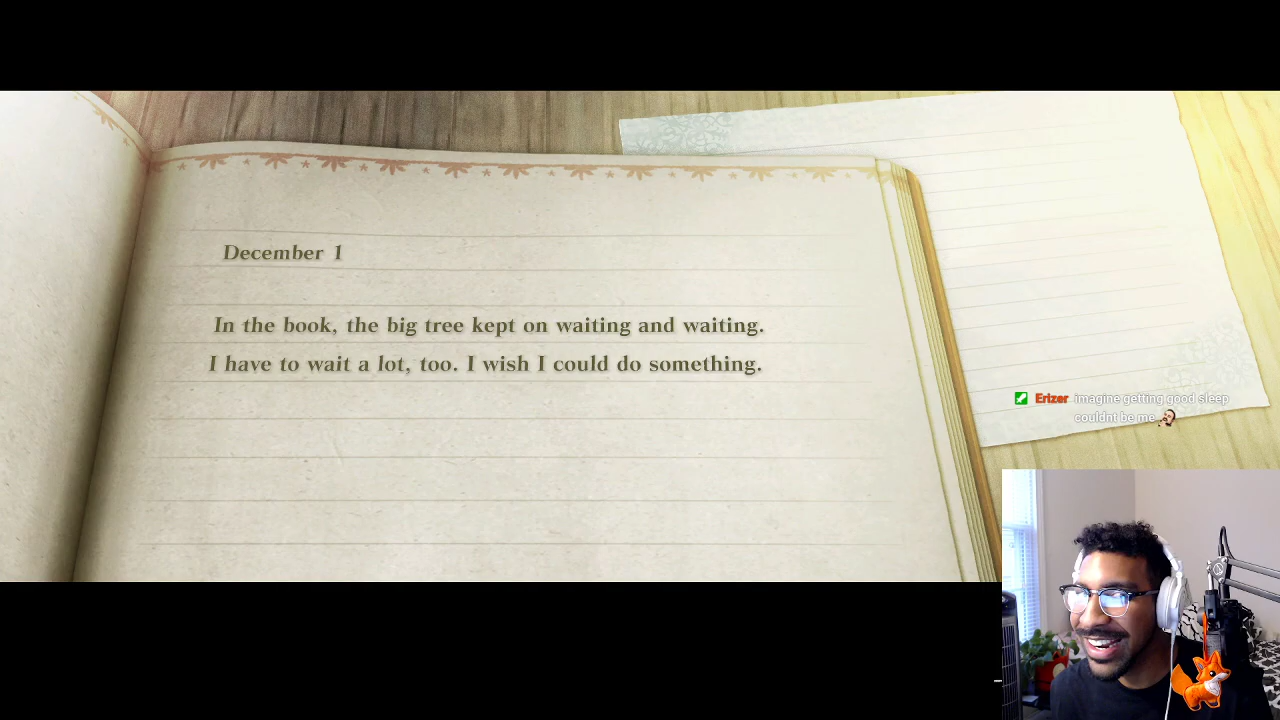 December 1
In the book, the big tree kept on waiting and waiting.
I have to wait a lot, too. I wish I could do something.
Erizer imagine getting good sleep
couldnt be me